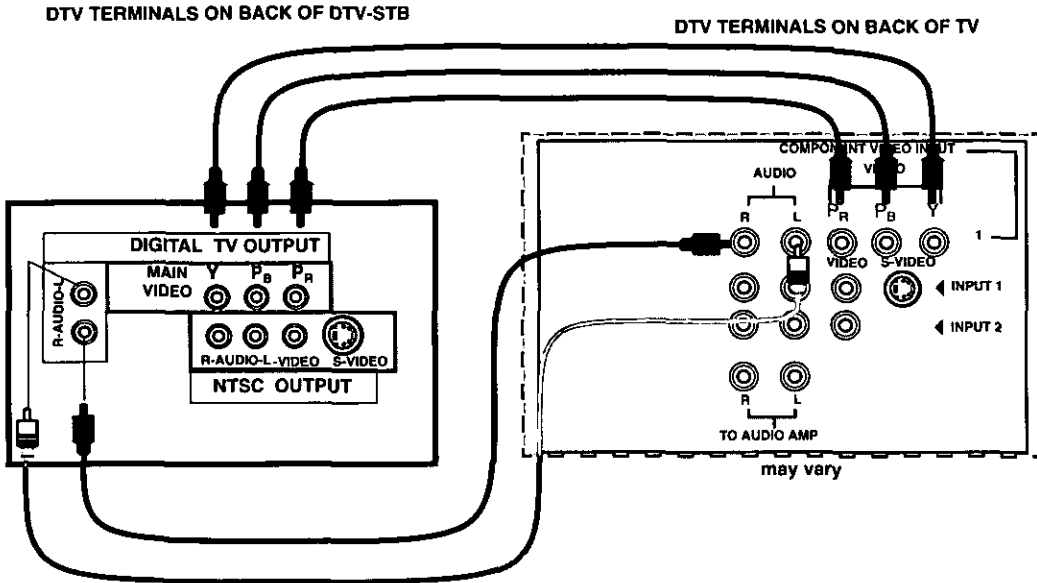 DTV TERMINALS ON BACK OF DTV-STB
DTV TERMINALS ON BACK OF TV
COMPONENT VIDEO INPUT
VIDEO
AUDIO
R
L
PR
PB
Y
1
VIDEO
S-VIDEO
INPUT 1
INPUT 2
R
L
TO AUDIO AMP
may vary
DIGITAL TV OUTPUT
MAIN
VIDEO
Y
PB
PR
R-AUDIO-L
R-AUDIO-L-VIDEO
S-VIDEO
NTSC OUTPUT